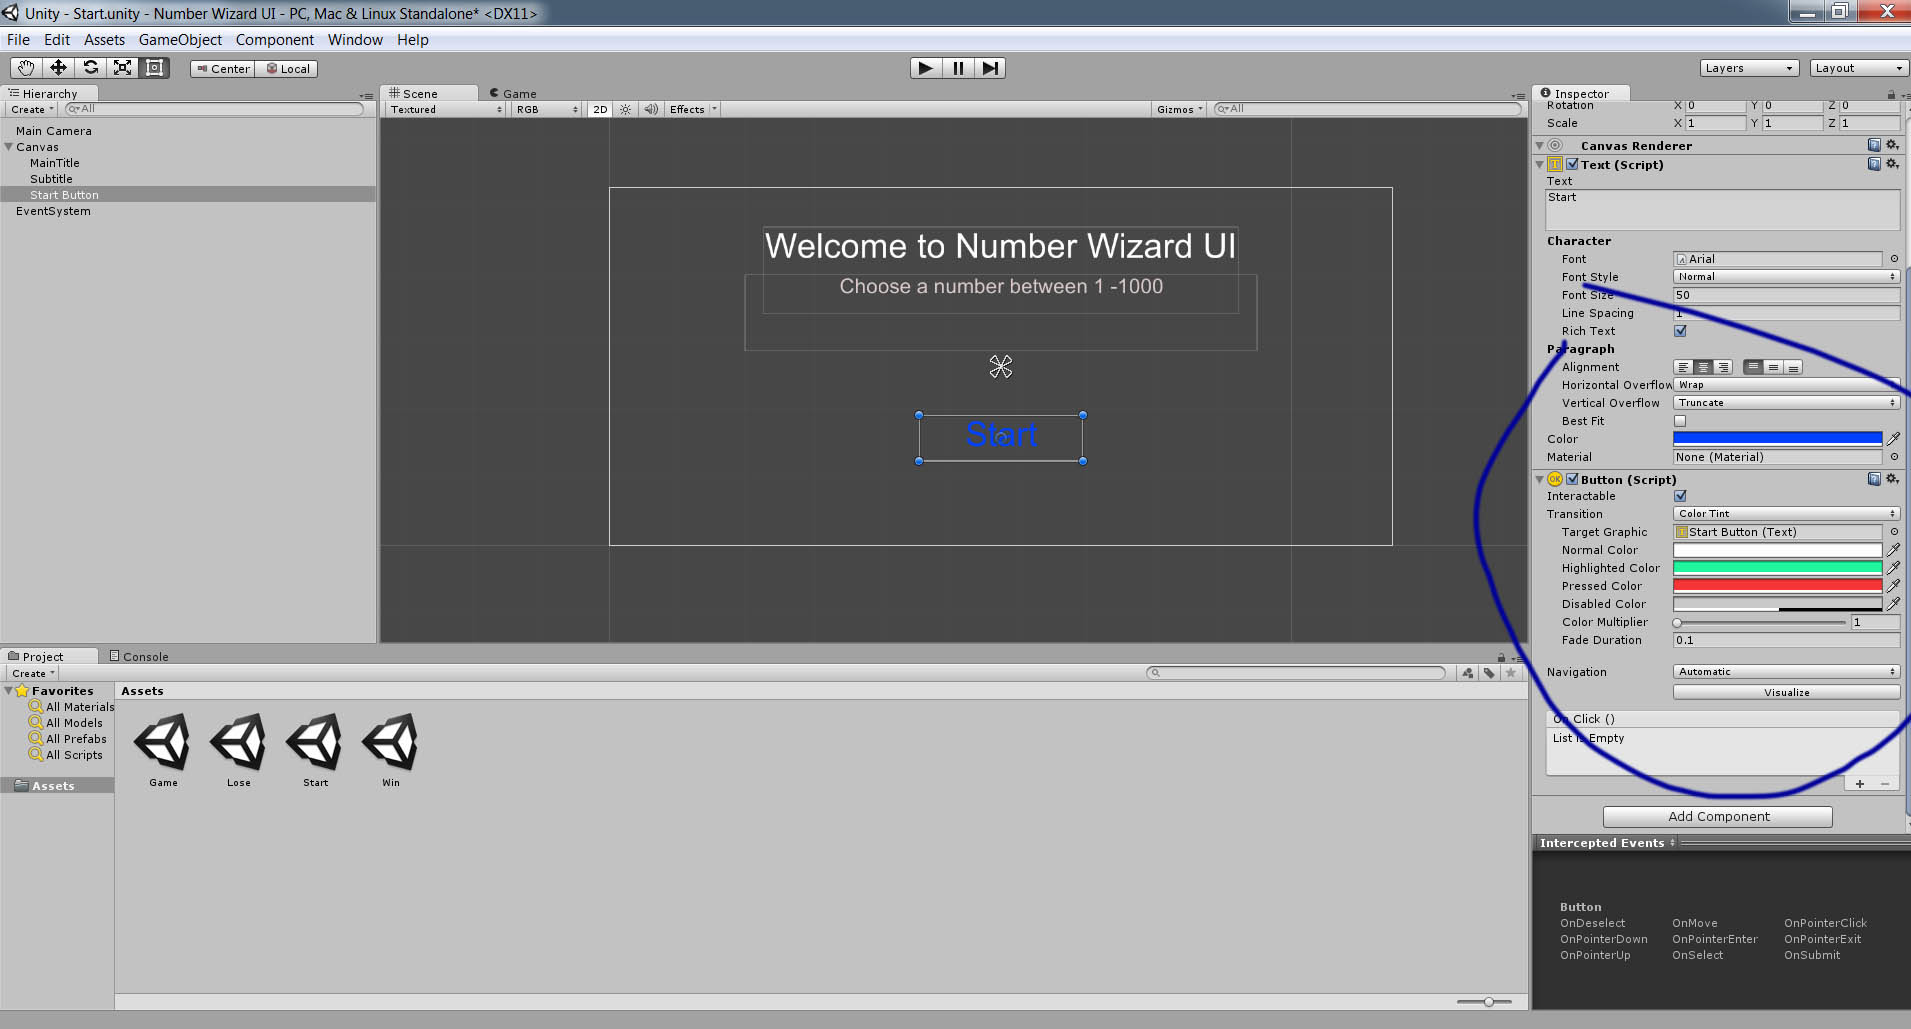 Unity - Start.unity - Number Wizard UI - PC, Mac & Linux Standalone* <DX11>
File Edit Assets GameObject Component Window Help
Center Local Layers Layout
Hierarchy
Create All
Main Camera
Canvas
MainTitle
Subtitle
Start Button
EventSystem
Scene Game
Textured RGB 2D Effects Gizmos All
Welcome to Number Wizard UI
Choose a number between 1 -1000
Start
Inspector
Rotation X 0 Y 0 Z 0
Scale X 1 Y 1 Z 1
Canvas Renderer
Text (Script)
Text
Start
Character
Font Arial
Font Style Normal
Font Size 50
Line Spacing 1
Rich Text
Paragraph
Alignment
Horizontal Overflow Wrap
Vertical Overflow Truncate
Best Fit
Color
Material None (Material)
OK Button (Script)
Interactable
Transition Color Tint
Target Graphic Start Button (Text)
Normal Color
Highlighted Color
Pressed Color
Disabled Color
Color Multiplier 1
Fade Duration 0.1
Navigation Automatic
Visualize
On Click ()
List is Empty
+ −
Add Component
Intercepted Events
Button
OnDeselect OnMove OnPointerClick
OnPointerDown OnPointerEnter OnPointerExit
OnPointerUp OnSelect OnSubmit
Project Console
Create
Favorites
All Materials
All Models
All Prefabs
All Scripts
Assets
Assets
Game Lose Start Win